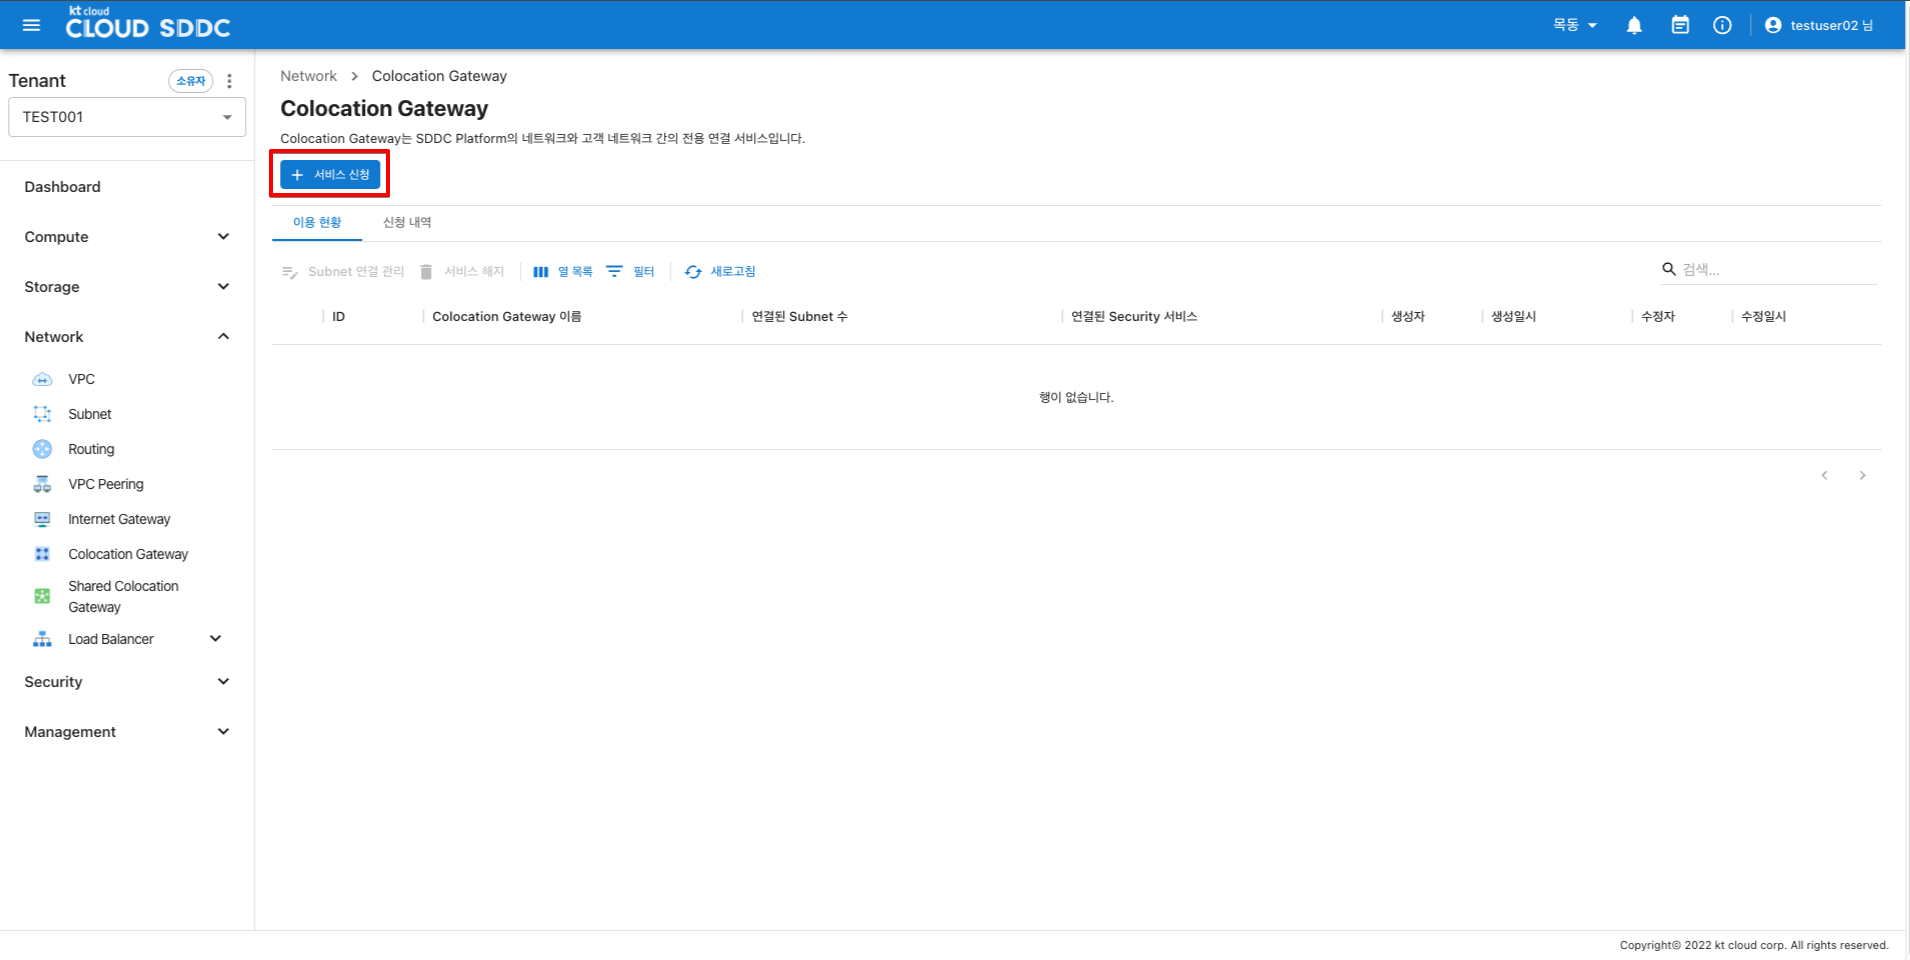 kt cloud
CLOUD SDDC
목동
testuser02 님
Tenant
소유자
TEST001
Dashboard
Compute
Storage
Network
VPC
Subnet
Routing
VPC Peering
Internet Gateway
Colocation Gateway
Shared Colocation
Gateway
Load Balancer
Security
Management
Network > Colocation Gateway
Colocation Gateway
Colocation Gateway는 SDDC Platform의 네트워크와 고객 네트워크 간의 전용 연결 서비스입니다.
+ 서비스 신청
이용 현황 신청 내역
Subnet 연결 관리 서비스 해지 열 목록 필터 새로고침 검색...
ID Colocation Gateway 이름 연결된 Subnet 수 연결된 Security 서비스 생성자 생성일시 수정자 수정일시
행이 없습니다.
Copyright© 2022 kt cloud corp. All rights reserved.